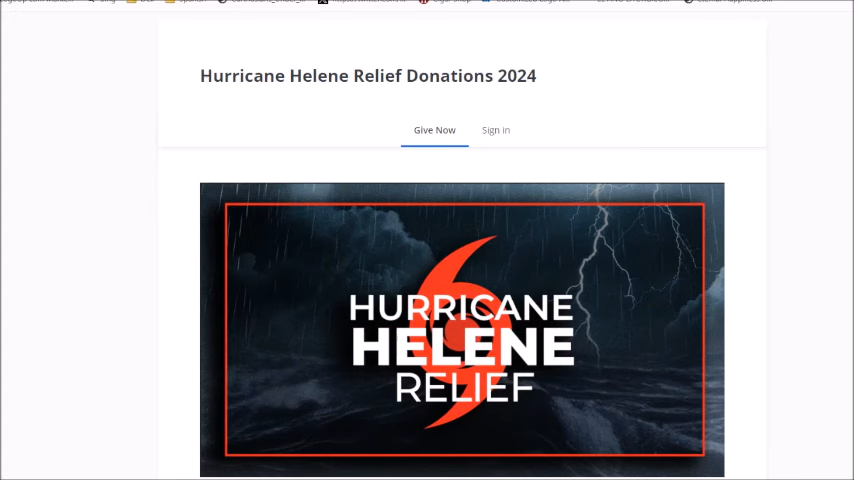 Hurricane Helene Relief Donations 2024
Give Now
Sign in
HURRICANE
HELENE
RELIEF